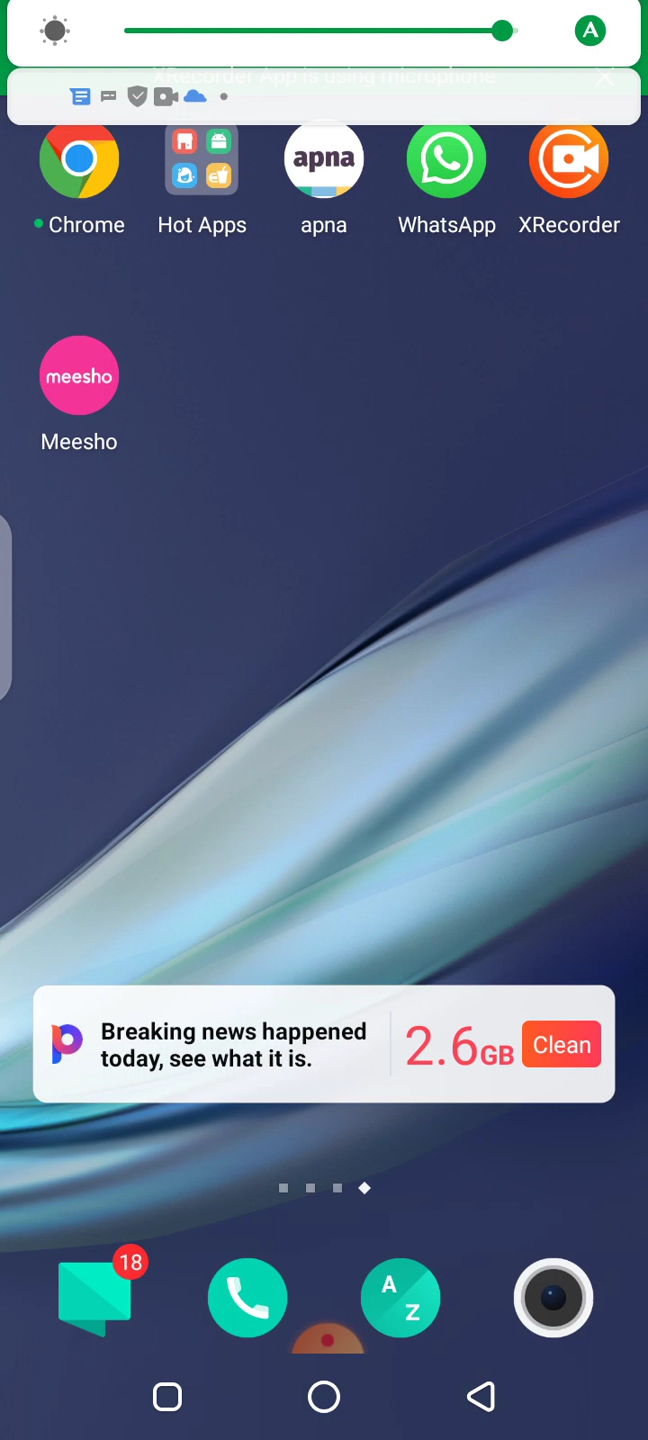 A
XRecorder App is using microphone
apna
Chrome
Hot Apps
apna
WhatsApp
XRecorder
meesho
Meesho
Breaking news happened
today, see what it is.
2.6GB
Clean
18
A
Z